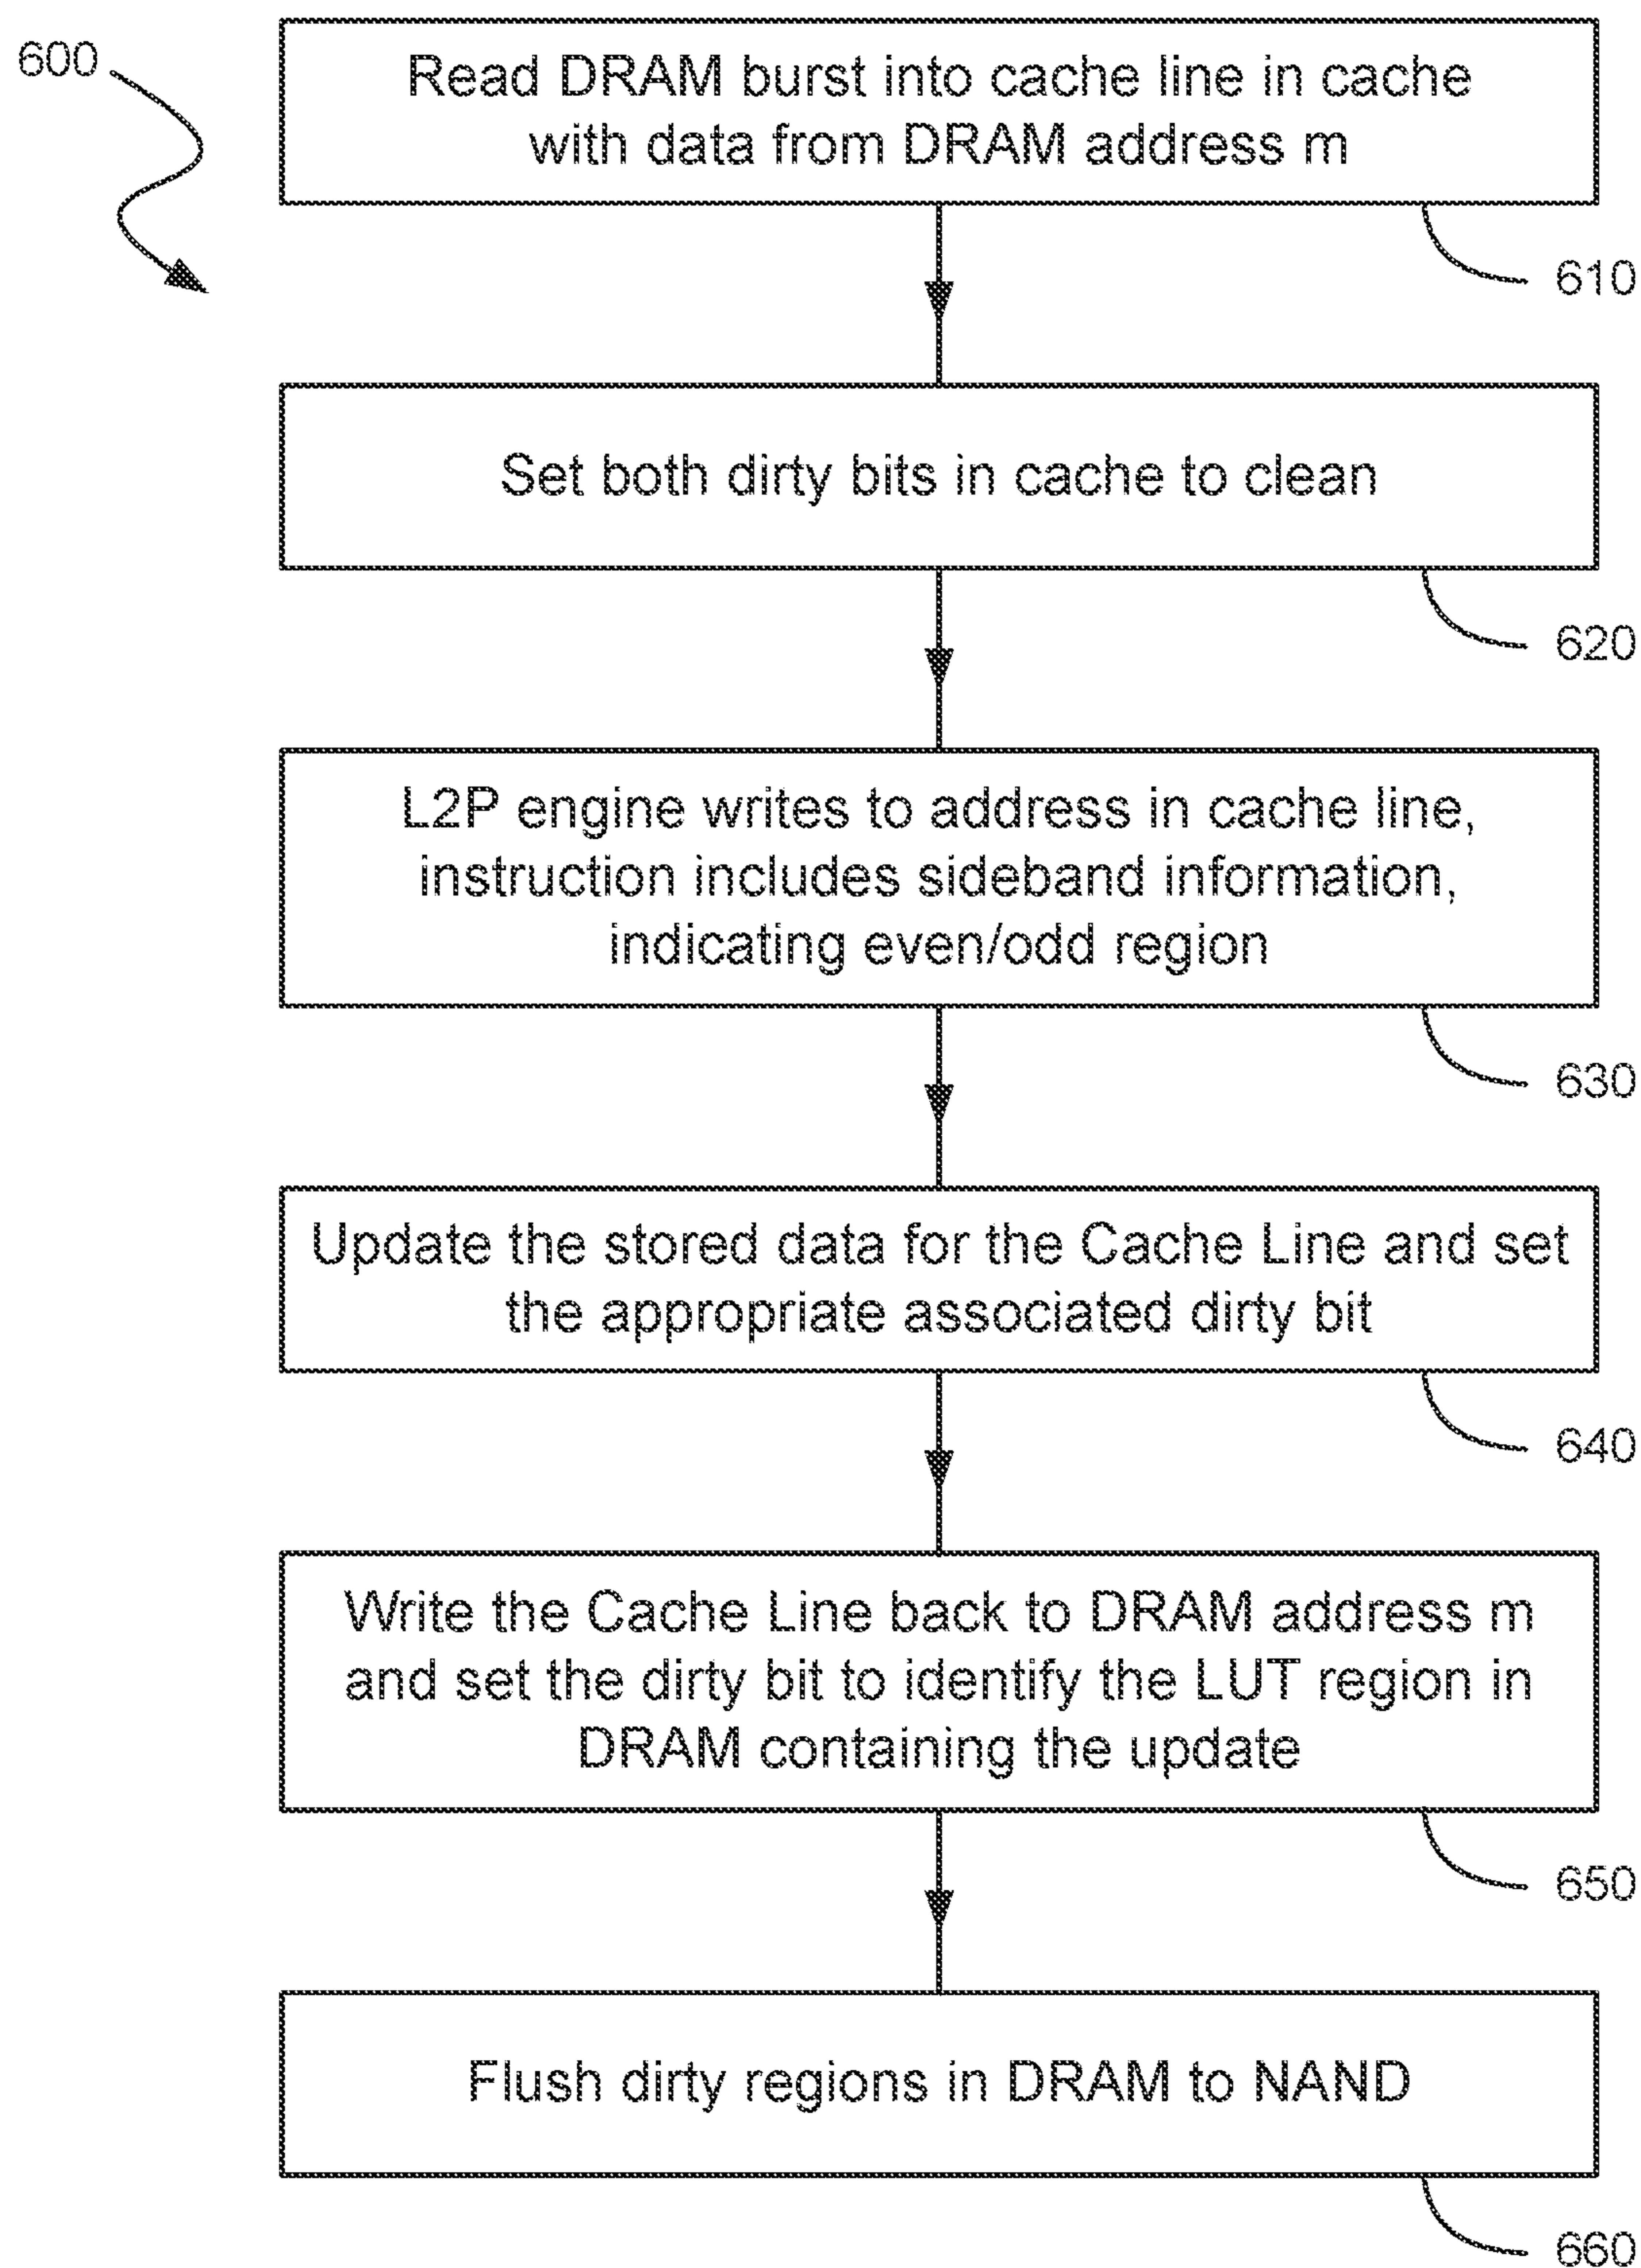 600
Read DRAM burst into cache line in cache
with data from DRAM address m
610
Set both dirty bits in cache to clean
620
L2P engine writes to address in cache line,
instruction includes sideband information,
indicating even/odd region
630
Update the stored data for the Cache Line and set
the appropriate associated dirty bit
640
Write the Cache Line back to DRAM address m
and set the dirty bit to identify the LUT region in
DRAM containing the update
650
Flush dirty regions in DRAM to NAND
660